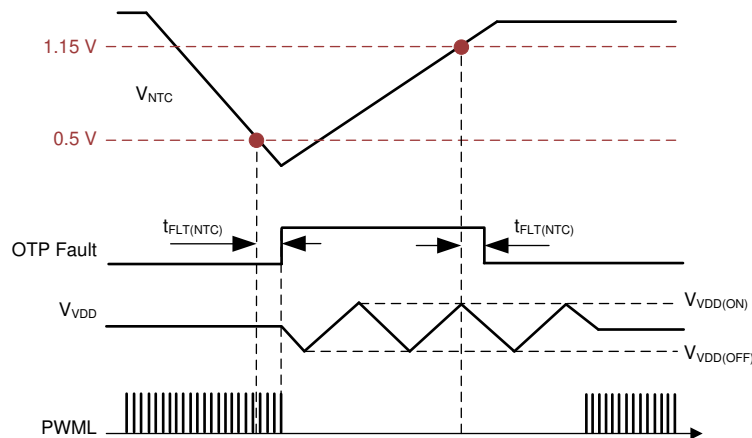 1.15 V
V_NTC
0.5 V
t_FLT(NTC)
t_FLT(NTC)
OTP Fault
V_VDD
V_VDD(ON)
V_VDD(OFF)
PWML